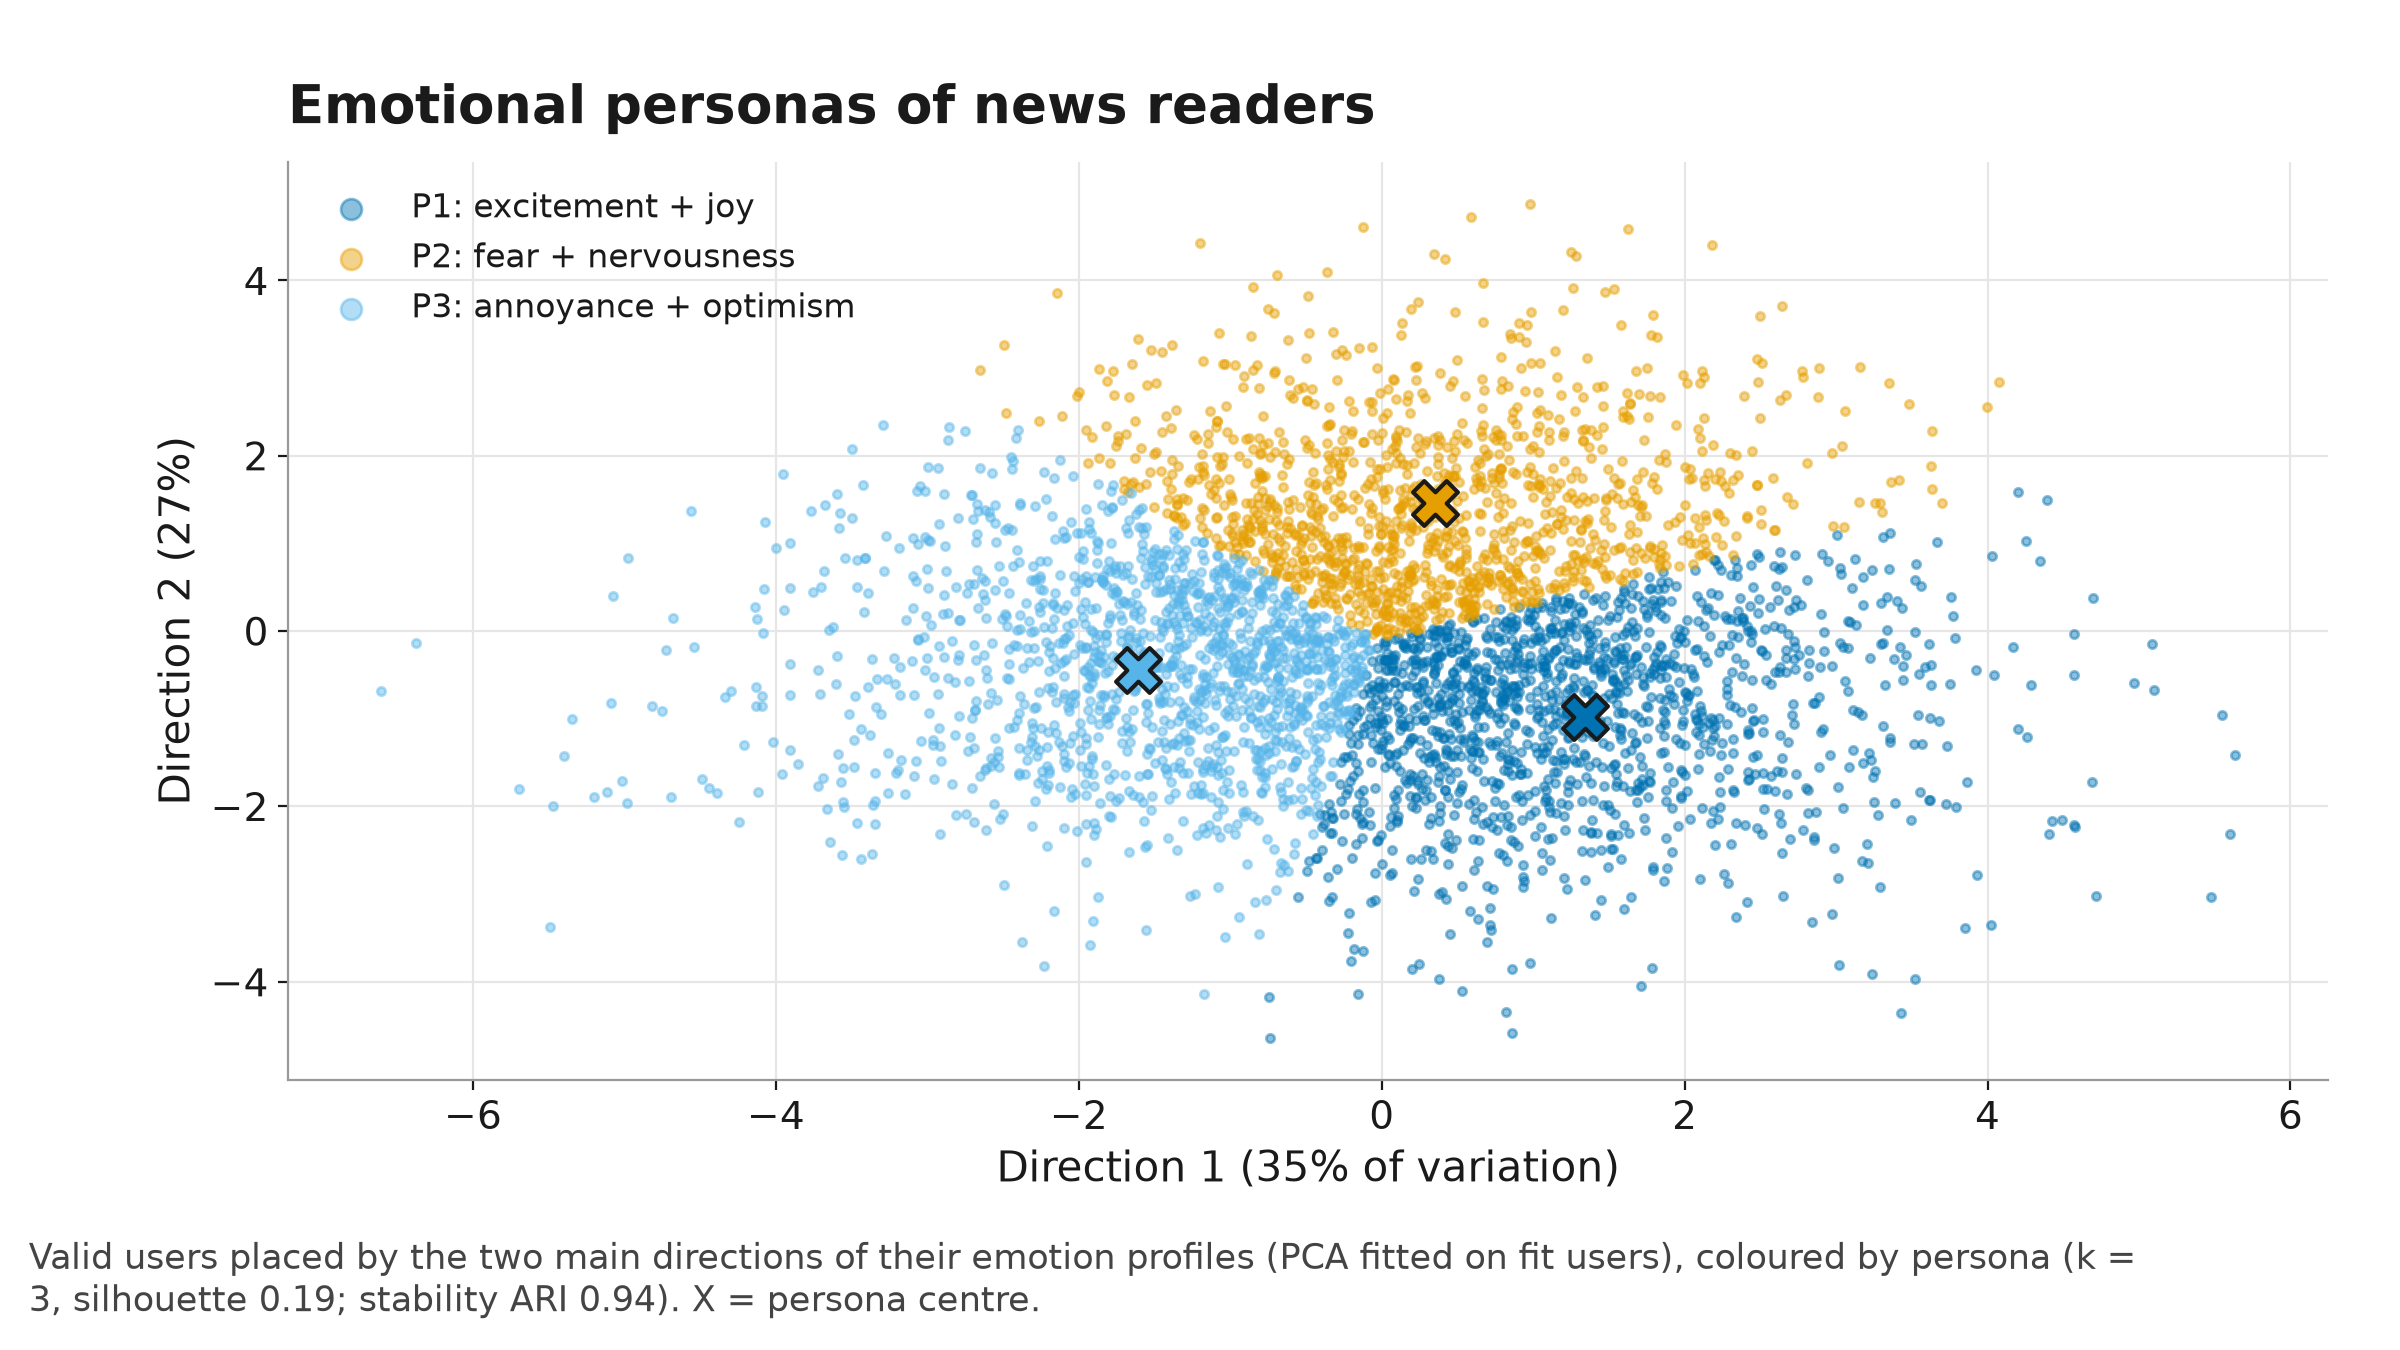 Emotional personas of news readers
P1: excitement + joy
P2: fear + nervousness
P3: annoyance + optimism
Direction 2 (27%)
4
2
0
−2
−4
−6
−4
−2
0
2
4
6
Direction 1 (35% of variation)
Valid users placed by the two main directions of their emotion profiles (PCA fitted on fit users), coloured by persona (k =
3, silhouette 0.19; stability ARI 0.94). X = persona centre.